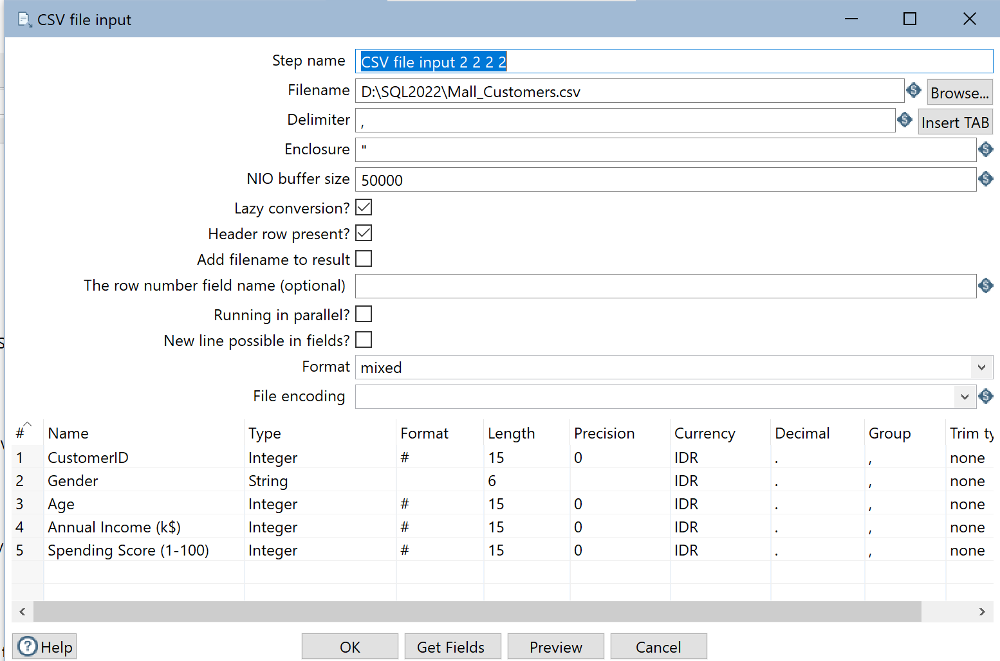 CSV file input
Step name CSV file input 2 2 2 2
Filename D:\SQL2022\Mall_Customers.csv Browse...
Delimiter , Insert TAB
Enclosure "
NIO buffer size 50000
Lazy conversion?
Header row present?
Add filename to result
The row number field name (optional)
Running in parallel?
New line possible in fields?
Format mixed
File encoding
# Name Type Format Length Precision Currency Decimal Group Trim ty
1 CustomerID Integer # 15 0 IDR . , none
2 Gender String 6 IDR . , none
3 Age Integer # 15 0 IDR . , none
4 Annual Income (k$) Integer # 15 0 IDR . , none
5 Spending Score (1-100) Integer # 15 0 IDR . , none
Help OK Get Fields Preview Cancel